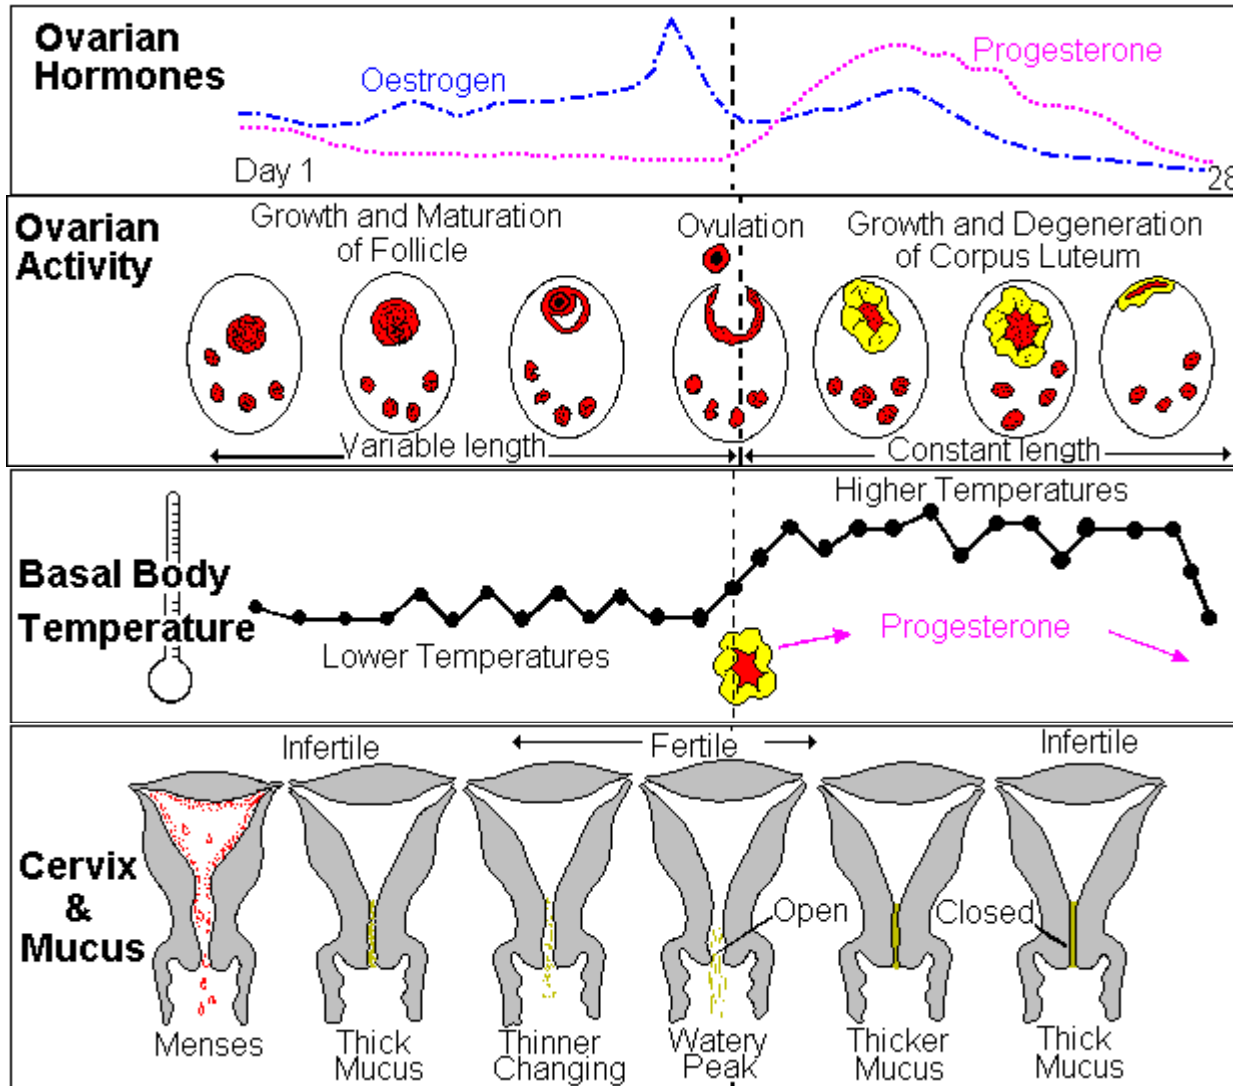 Ovarian
Hormones
Oestrogen
Progesterone
Day 1
28
Ovarian
Activity
Growth and Maturation
of Follicle
Ovulation
Growth and Degeneration
of Corpus Luteum
Variable length
Constant length
Basal Body
Temperature
Higher Temperatures
Lower Temperatures
Progesterone
Cervix
&
Mucus
Infertile
Fertile
Infertile
Open
Closed
Menses
Thick
Mucus
Thinner
Changing
Watery
Peak
Thicker
Mucus
Thick
Mucus